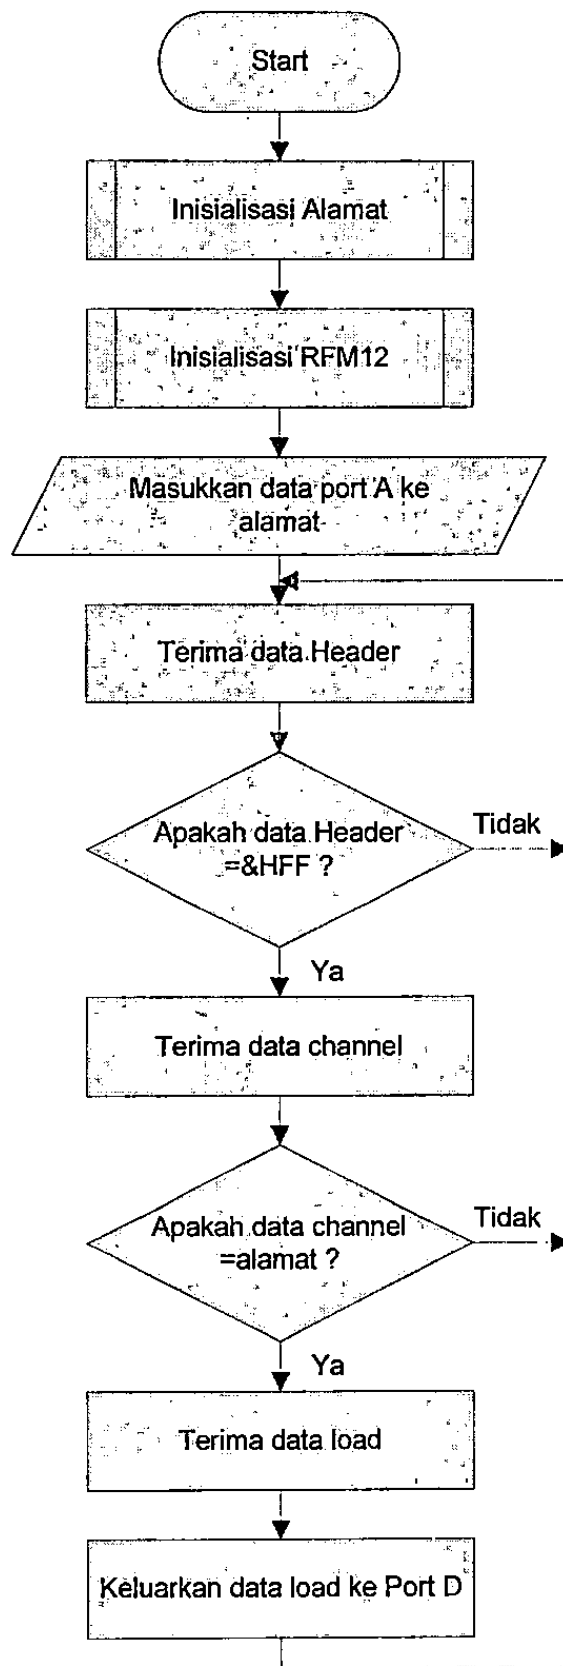 Start
Inisialisasi Alamat
Inisialisasi RFM12
Masukkan data port A ke
alamat
Terima data Header
Apakah data Header
=&HFF ?
Tidak
Ya
Terima data channel
Apakah data channel
=alamat ?
Tidak
Ya
Terima data load
Keluarkan data load ke Port D